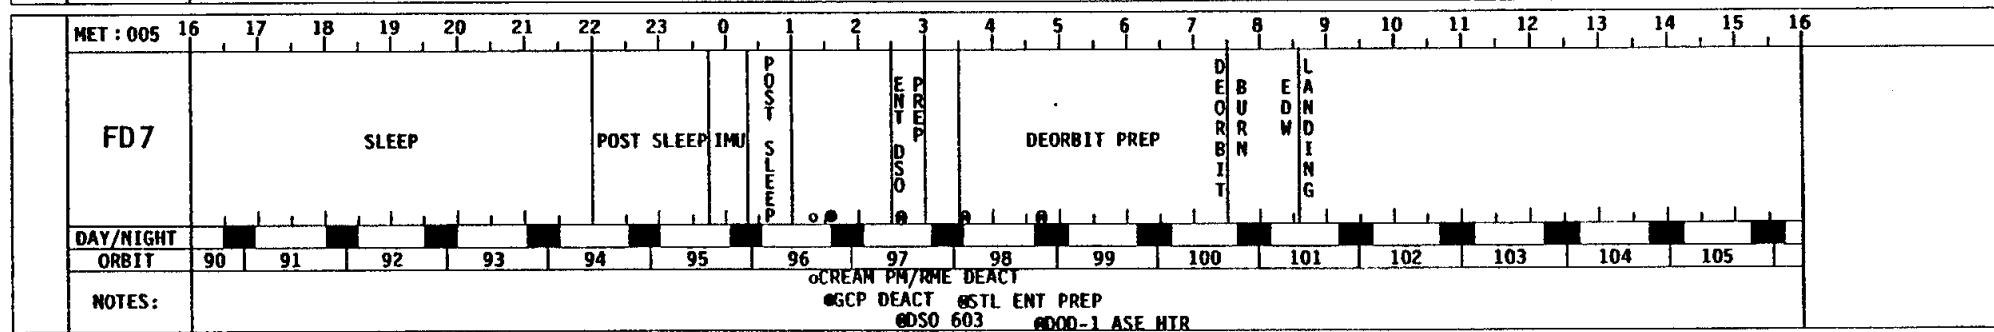 MET:005 16 17 18 19 20 21 22 23 0 1 2 3 4 5 6 7 8 9 10 11 12 13 14 15 16
FD7 SLEEP POST SLEEP IMU POST SLEEP ENT DSO PREP DEORBIT PREP DEORBIT BURN EDW LANDING
DAY/NIGHT
ORBIT 90 91 92 93 94 95 96 97 98 99 100 101 102 103 104 105
NOTES:
CREAM PM/RME DEACT
GCP DEACT STL ENT PREP
DSO 603 DOD-1 ASE HTR